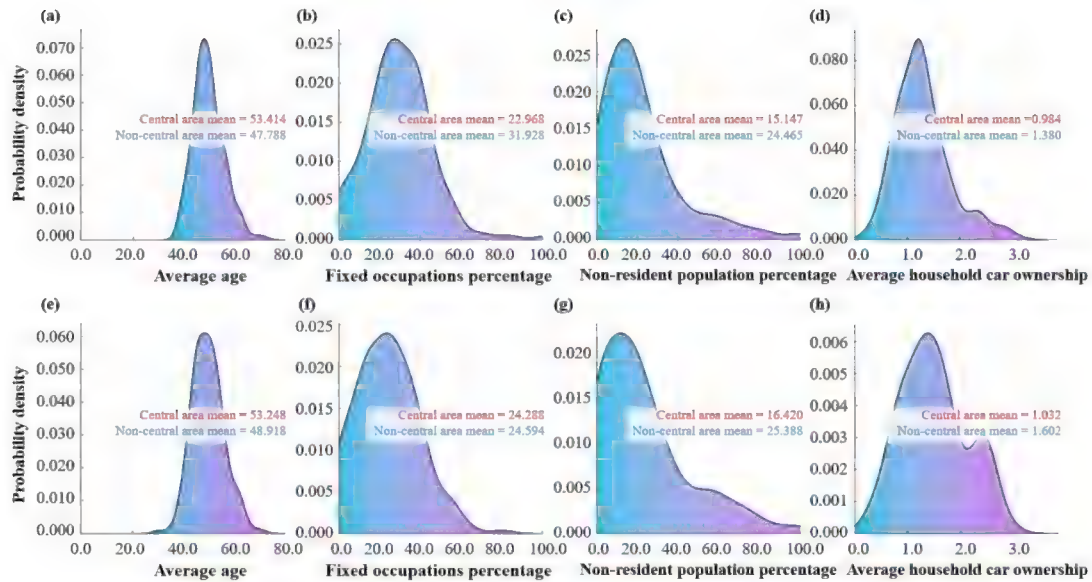 (a) (b) (c) (d)
Probability density
0.070
0.060
0.050
0.040
0.030
0.020
0.010
0.000
0.0 20.0 40.0 60.0 80.0
Average age
Central area mean = 53.414
Non-central area mean = 47.788
0.025
0.020
0.015
0.010
0.005
0.000
0.0 20.0 40.0 60.0 80.0 100.0
Fixed occupations percentage
Central area mean = 22.968
Non-central area mean = 31.928
0.025
0.020
0.015
0.010
0.005
0.000
0.0 20.0 40.0 60.0 80.0 100.0
Non-resident population percentage
Central area mean = 15.147
Non-central area mean = 24.465
0.080
0.060
0.040
0.020
0.000
0.0 1.0 2.0 3.0
Average household car ownership
Central area mean =0.984
Non-central area mean = 1.380
(e) (f) (g) (h)
Probability density
0.060
0.050
0.040
0.030
0.020
0.010
0.000
0.0 20.0 40.0 60.0 80.0
Average age
Central area mean = 53.248
Non-central area mean = 48.918
0.025
0.020
0.015
0.010
0.005
0.000
0.0 20.0 40.0 60.0 80.0 100.0
Fixed occupations percentage
Central area mean = 24.288
Non-central area mean = 24.594
0.020
0.015
0.010
0.005
0.000
0.0 20.0 40.0 60.0 80.0 100.0
Non-resident population percentage
Central area mean = 16.420
Non-central area mean = 25.388
0.006
0.005
0.004
0.003
0.002
0.001
0.000
0.0 1.0 2.0 3.0
Average household car ownership
Central area mean = 1.032
Non-central area mean = 1.602